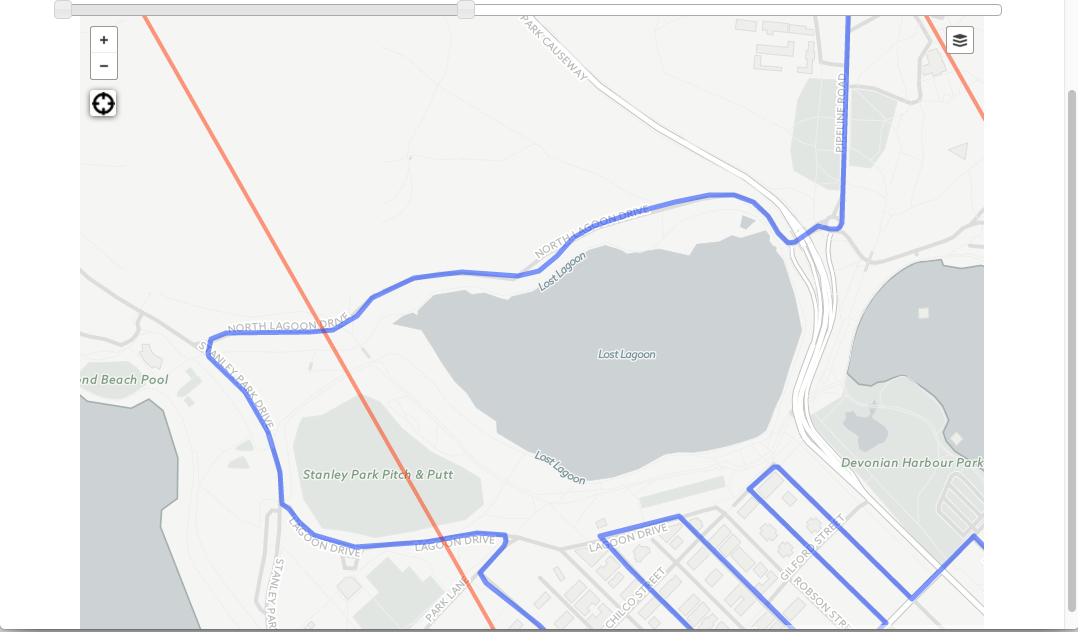 +
PARK CAUSEWAY
−
PIPELINE ROAD
NORTH LAGOON DRIVE
Lost Lagoon
NORTH LAGOON DRIVE
Lost Lagoon
STANLEY PARK DRIVE
nd Beach Pool
Lost Lagoon
Devonian Harbour Park
Stanley Park Pitch & Putt
LAGOON DRIVE
LAGOON DRIVE
LAGOON DRIVE
GILFORD STREET
STANLEY PAR
PARK LANE
CHILCO STREET
ROBSON STRE